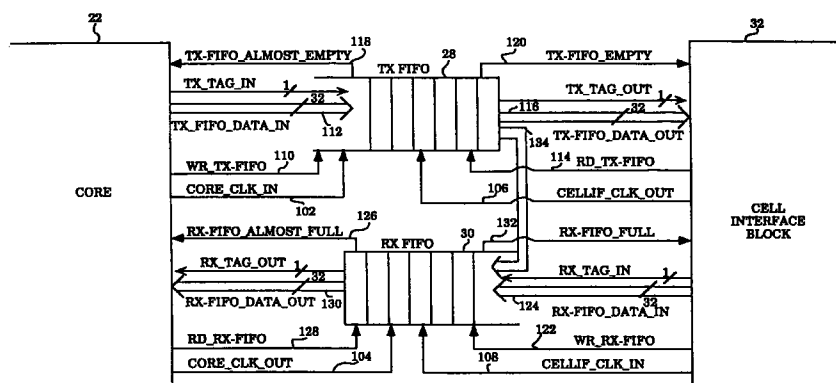 22
32
TX-FIFO_ALMOST_EMPTY
118
28
120
TX-FIFO_EMPTY
TX FIFO
TX_TAG_IN
1
TX_TAG_OUT
1
32
116
32
TX_FIFO_DATA_IN
112
134
TX-FIFO_DATA_OUT
WR_TX-FIFO
110
114
RD_TX-FIFO
CORE
CORE_CLK_IN
102
106
CELLIF_CLK_OUT
CELL
INTERFACE
BLOCK
RX-FIFO_ALMOST_FULL
126
RX FIFO
30
132
RX-FIFO_FULL
RX_TAG_OUT
1
RX_TAG_IN
1
32
32
RX-FIFO_DATA_OUT
130
124
RX-FIFO_DATA_IN
RD_RX-FIFO
128
122
WR_RX-FIFO
CORE_CLK_OUT
104
108
CELLIF_CLK_IN